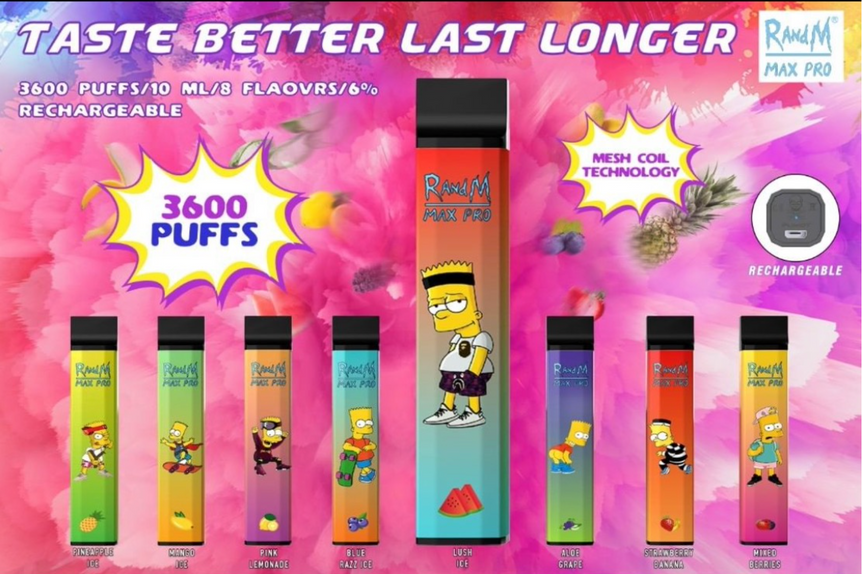 TASTE BETTER LAST LONGER
RANDM®
MAX PRO
3600 PUFFS/10 ML/8 FLAOVRS/6%
RECHARGEABLE
3600
PUFFS
MESH COIL
TECHNOLOGY
RECHARGEABLE
RANDM
MAX PRO
RANDM
MAX PRO
RANDM
MAX PRO
RANDM
MAX PRO
RANDM
MAX PRO
RANDM
MAX PRO
RANDM
MAX PRO
RANDM
MAX PRO
PINEAPPLE
ICE
MANGO
ICE
PINK
LEMONADE
BLUE
RAZZ ICE
LUSH
ICE
ALOE
GRAPE
STRAWBERRY
BANANA
MIXED
BERRIES